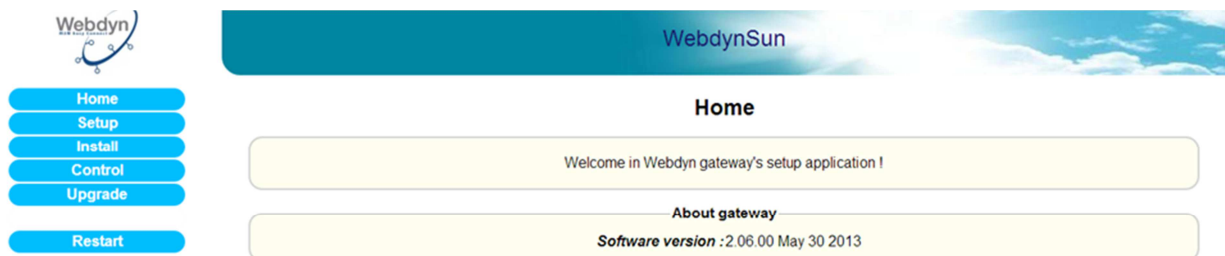 Webdyn
WebdynSun
Home
Setup
Install
Control
Upgrade
Restart
Home
Welcome in Webdyn gateway's setup application !
About gateway
Software version :2.06.00 May 30 2013